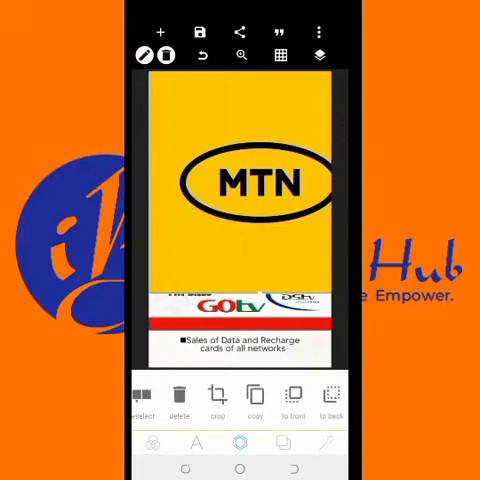 MTN
GOtv
DStv
■Sales of Data and Recharge
cards of all networks
Hub
e Empower.
eselect
delete
crop
copy
to front
to back